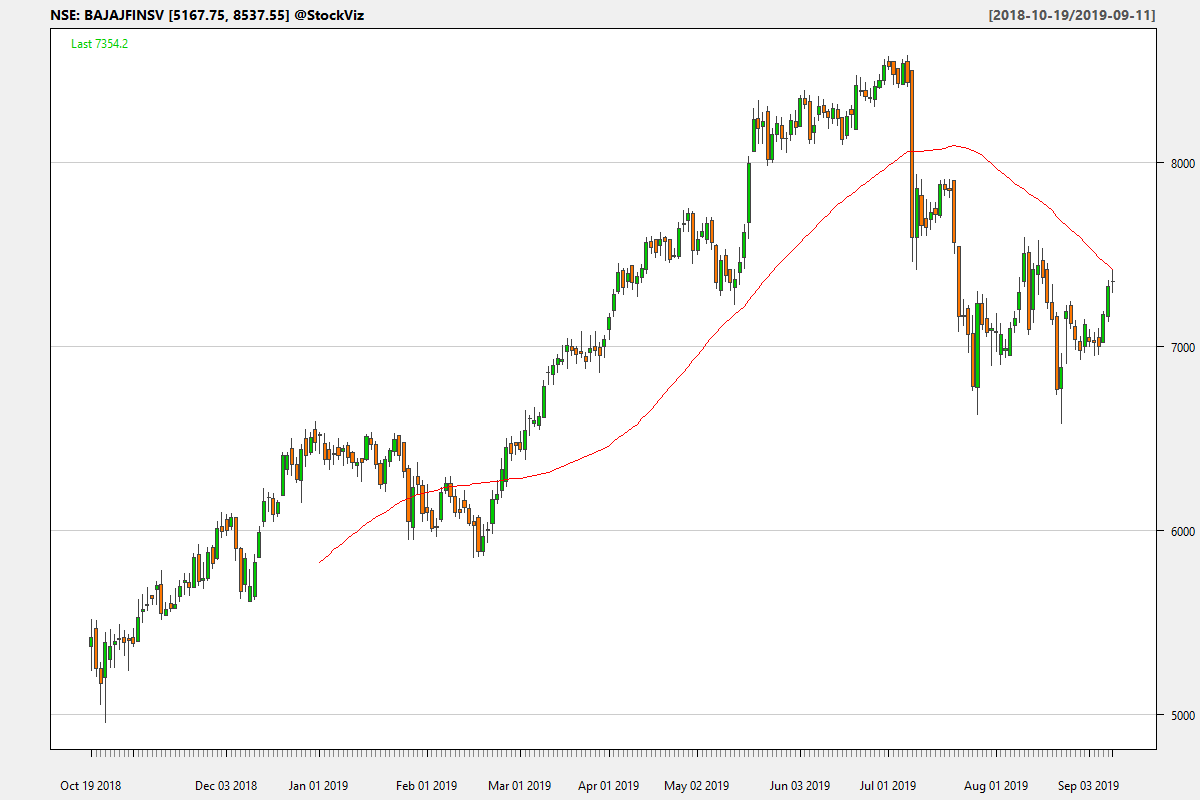 NSE: BAJAJFINSV [5167.75, 8537.55] @StockViz
[2018-10-19/2019-09-11]
Last 7354.2
8000
7000
6000
5000
Oct 19 2018
Dec 03 2018
Jan 01 2019
Feb 01 2019
Mar 01 2019
Apr 01 2019
May 02 2019
Jun 03 2019
Jul 01 2019
Aug 01 2019
Sep 03 2019